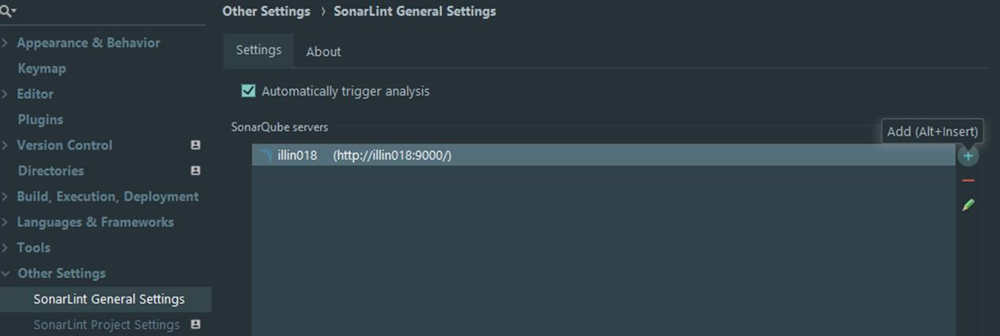 Other Settings › SonarLint General Settings
Appearance & Behavior
Keymap
Editor
Plugins
Version Control
Directories
Build, Execution, Deployment
Languages & Frameworks
Tools
Other Settings
SonarLint General Settings
SonarLint Project Settings
Settings About
Automatically trigger analysis
SonarQube servers
Add (Alt+Insert)
illin018 (http://illin018:9000/)